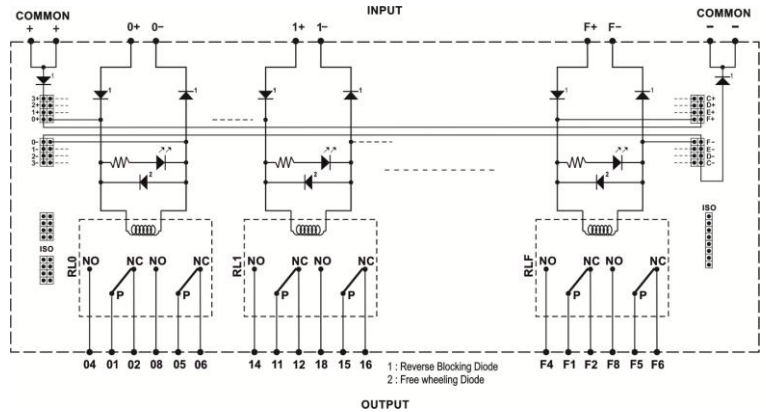 INPUT
COMMON
+ +
0+ 0–
1+ 1–
F+ F–
COMMON
– –
1
1
1
1
1
1
1
1
3+
2+
1+
0+
C+
D+
E+
F+
0-
1-
2-
3-
F-
E-
D-
C-
2
2
2
ISO
ISO
RL0
NO
NC
NO
NC
P
P
RL1
NO
NC
NO
NC
P
P
RLF
NO
NC
NO
NC
P
P
04 01 02 08 05 06
14 11 12 18 15 16
F4 F1 F2 F8 F5 F6
1 : Reverse Blocking Diode
2 : Free wheeling Diode
OUTPUT